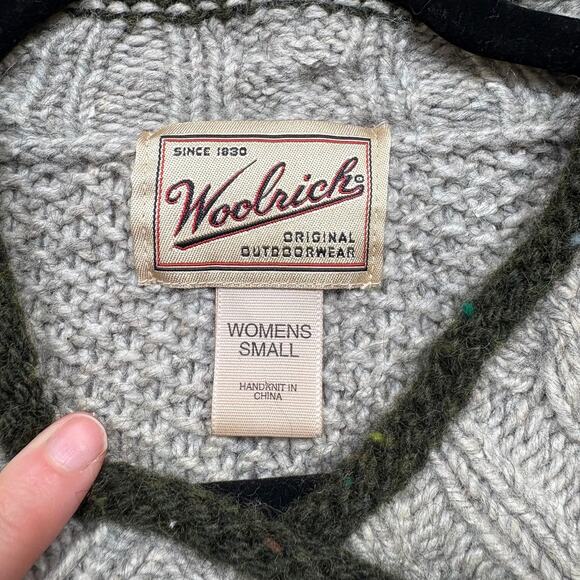 SINCE 1830
Woolrich
ORIGINAL
OUTDOORWEAR
WOMENS
SMALL
HANDKNIT IN
CHINA